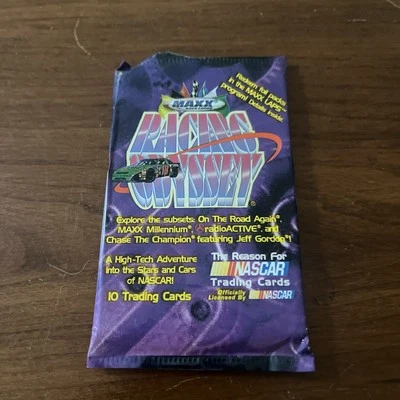 Redeem foil packs
in the MAXX LAPS™
program! Details inside.
MAXX
RACING
ODYSSEY®
Explore the subsets: On The Road Again®,
MAXX Millennium®, radioACTIVE®, and
Chase The Champion® featuring Jeff Gordon®!
A High-Tech Adventure
into the Stars and Cars
of NASCAR!
10 Trading Cards
The Reason For
NASCAR
Trading Cards
Officially
Licensed By NASCAR